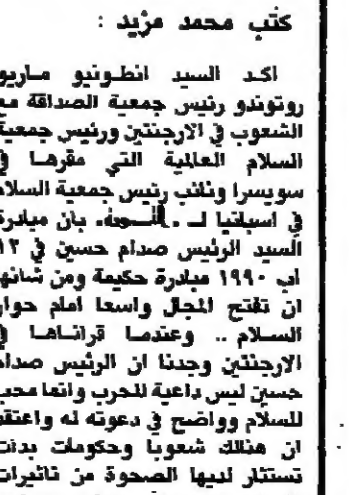 كتب محمد مزيد :
اكد السيد انطونيو ماريو
روتوندو رئيس جمعية الصداقة مع
الشعوب في الارجنتين ورئيس جمعية
السلام العالمية التي مقرها في
سويسرا ونائب رئيس جمعية السلام
في اسبانيا لـ . بان مبادرة
السيد الرئيس صدام حسين في ١٢
اب ١٩٩٠ مبادرة حكيمة ومن شانها
ان تفتح المجال واسعا امام حوار
السلام .. وعندما قراناها في
الارجنتين وجدنا ان الرئيس صدام
حسين ليس داعية للحرب وانما محب
للسلام وواضح في دعوته له واعتقد
ان هنالك شعوبا وحكومات بدات
تستثار لديها الصحوة من تاثيرات